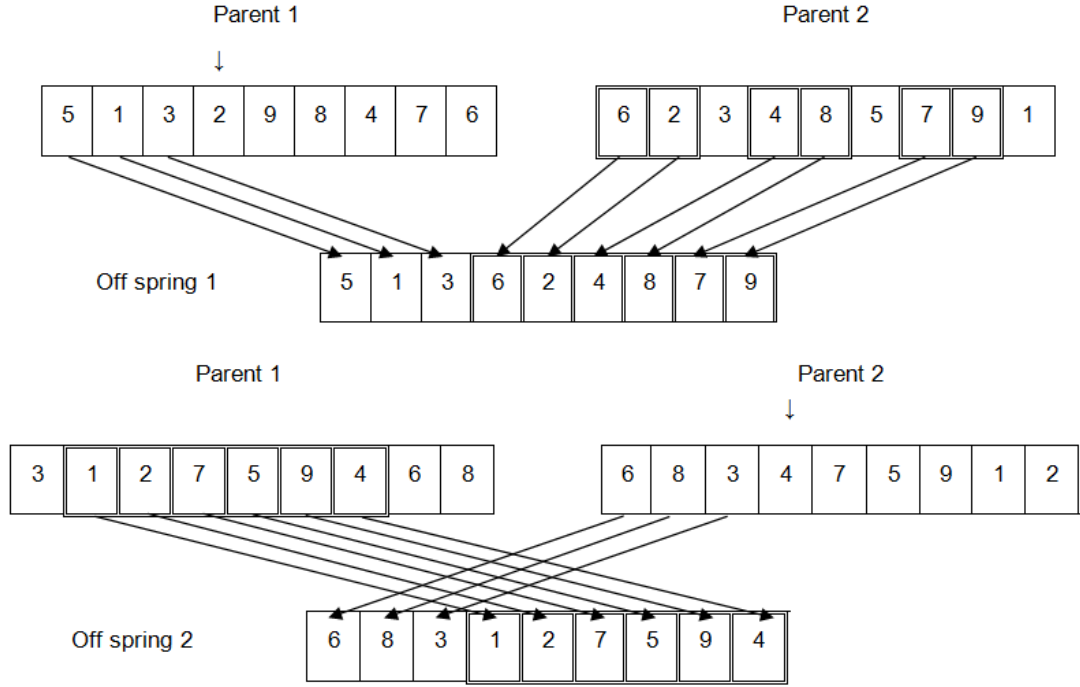 Parent 1 Parent 2
↓
5 1 3 2 9 8 4 7 6 6 2 3 4 8 5 7 9 1
Off spring 1 5 1 3 6 2 4 8 7 9
Parent 1 Parent 2
↓
3 1 2 7 5 9 4 6 8 6 8 3 4 7 5 9 1 2
Off spring 2 6 8 3 1 2 7 5 9 4